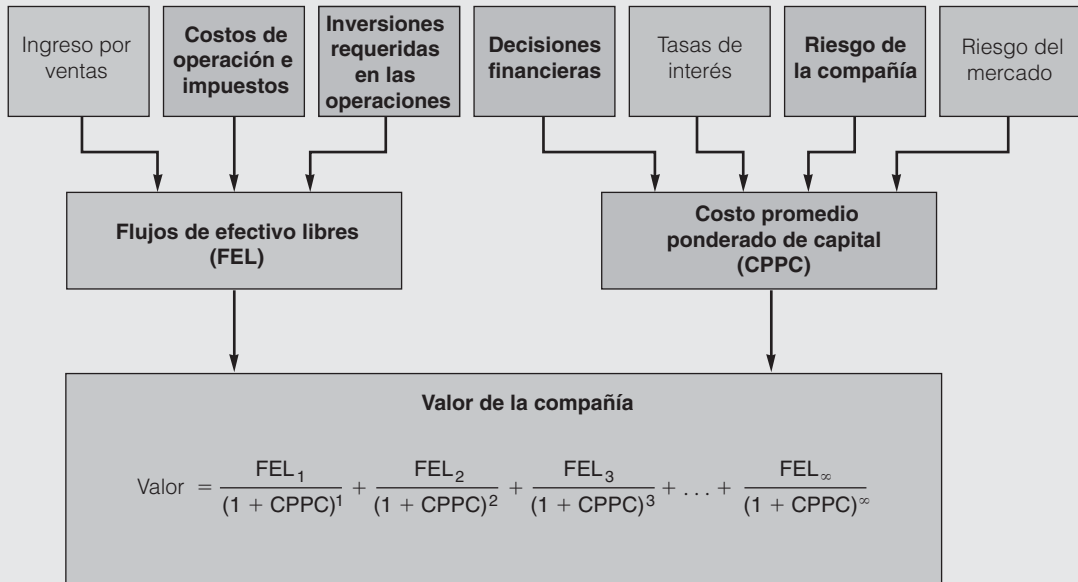 Ingreso por
ventas
Costos de
operación e
impuestos
Inversiones
requeridas
en las
operaciones
Decisiones
financieras
Tasas de
interés
Riesgo de
la compañía
Riesgo del
mercado
Flujos de efectivo libres
(FEL)
Costo promedio
ponderado de capital
(CPPC)
Valor de la compañía
Valor = FEL₁/(1 + CPPC)¹ + FEL₂/(1 + CPPC)² + FEL₃/(1 + CPPC)³ + . . . + FEL∞/(1 + CPPC)^∞